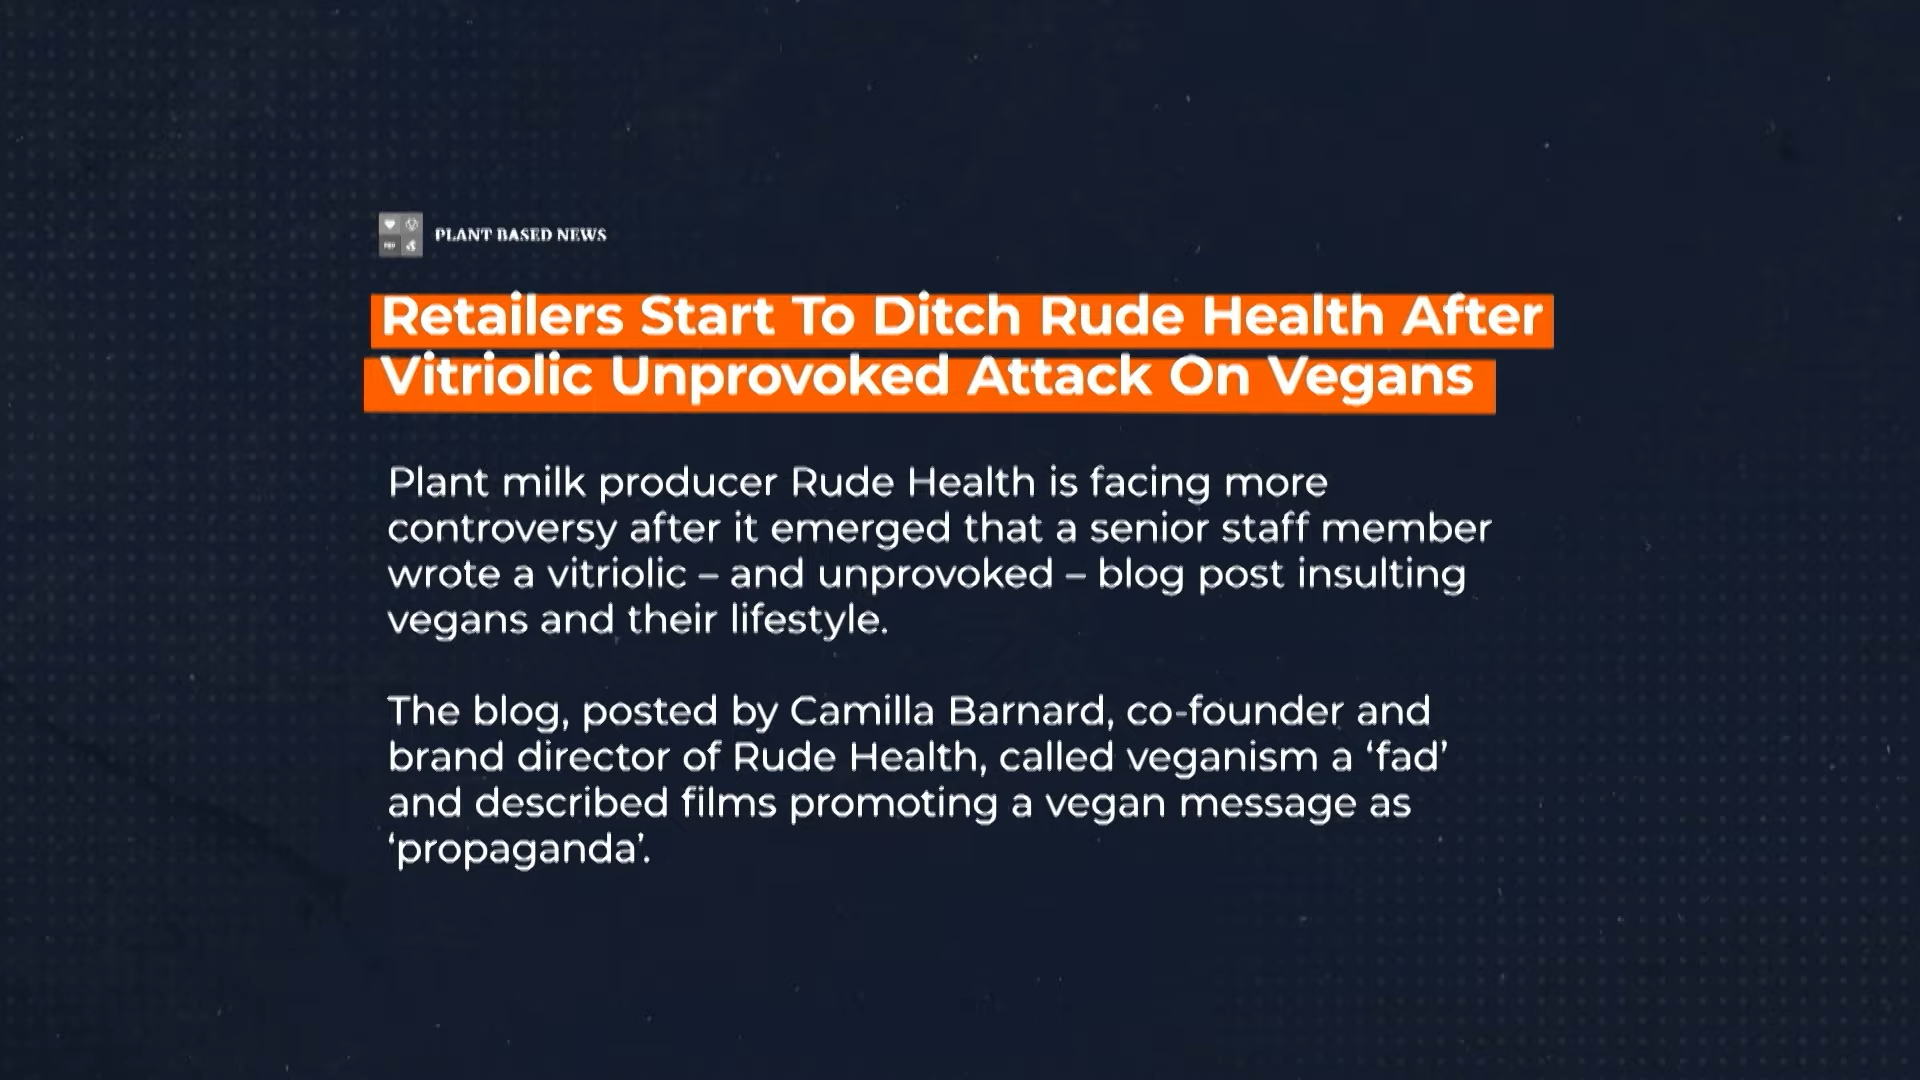 PLANT BASED NEWS
Retailers Start To Ditch Rude Health After
Vitriolic Unprovoked Attack On Vegans
Plant milk producer Rude Health is facing more
controversy after it emerged that a senior staff member
wrote a vitriolic – and unprovoked – blog post insulting
vegans and their lifestyle.
The blog, posted by Camilla Barnard, co-founder and
brand director of Rude Health, called veganism a ‘fad’
and described films promoting a vegan message as
‘propaganda’.